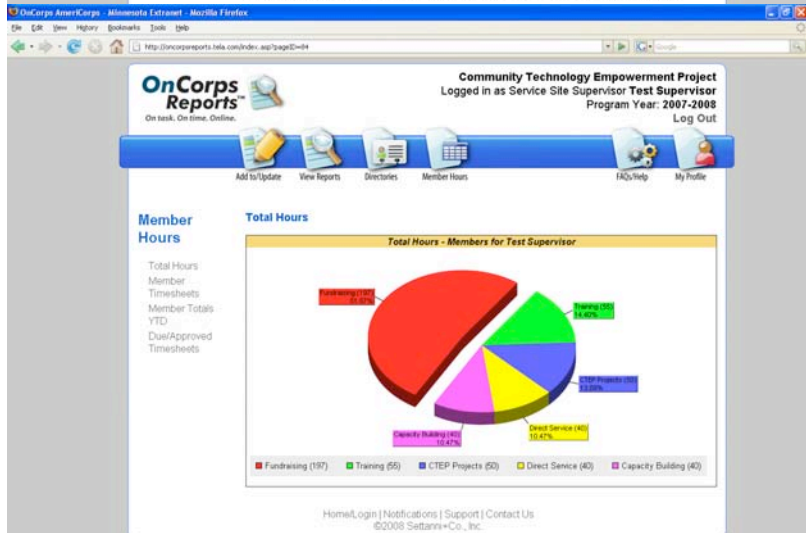 OnCorps AmeriCorps - Minnesota Extranet - Mozilla Firefox
File Edit View History Bookmarks Tools Help
http://oncorpsreports.tela.com/index.asp?pageID=84
Google
OnCorps
Reports™
On task. On time. Online.
Community Technology Empowerment Project
Logged in as Service Site Supervisor Test Supervisor
Program Year: 2007-2008
Log Out
Add to/Update View Reports Directories Member Hours FAQs/Help My Profile
Member
Hours
Total Hours
Member
Timesheets
Member Totals
YTD
Due/Approved
Timesheets
Total Hours
Total Hours - Members for Test Supervisor
Fundraising (197)
51.57%
Training (55)
14.40%
CTEP Projects (50)
13.09%
Direct Service (40)
10.47%
Capacity Building (40)
10.47%
Fundraising (197) Training (55) CTEP Projects (50) Direct Service (40) Capacity Building (40)
Home/Login | Notifications | Support | Contact Us
©2008 Settanni+Co., Inc.